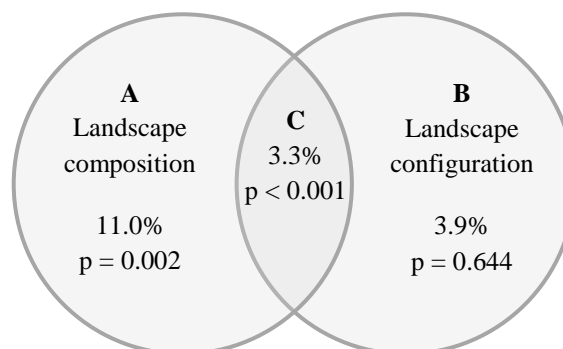 A
Landscape
composition
11.0%
p = 0.002
C
3.3%
p < 0.001
B
Landscape
configuration
3.9%
p = 0.644